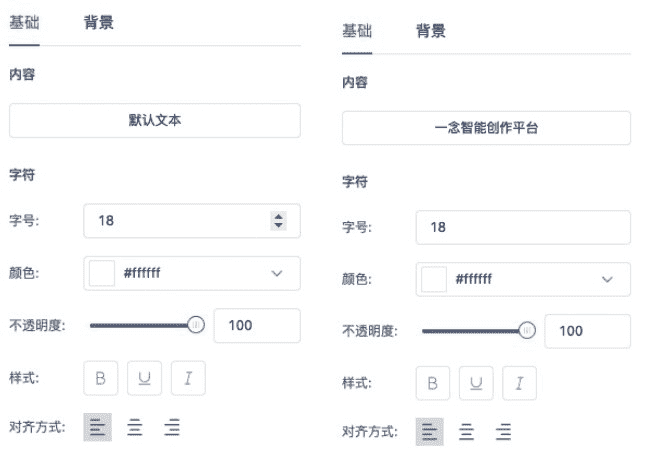 基础 背景
内容
默认文本
字符
字号: 18
颜色: #ffffff
不透明度: 100
样式: B U I
对齐方式:
基础 背景
内容
一念智能创作平台
字符
字号: 18
颜色: #ffffff
不透明度: 100
样式: B U I
对齐方式: